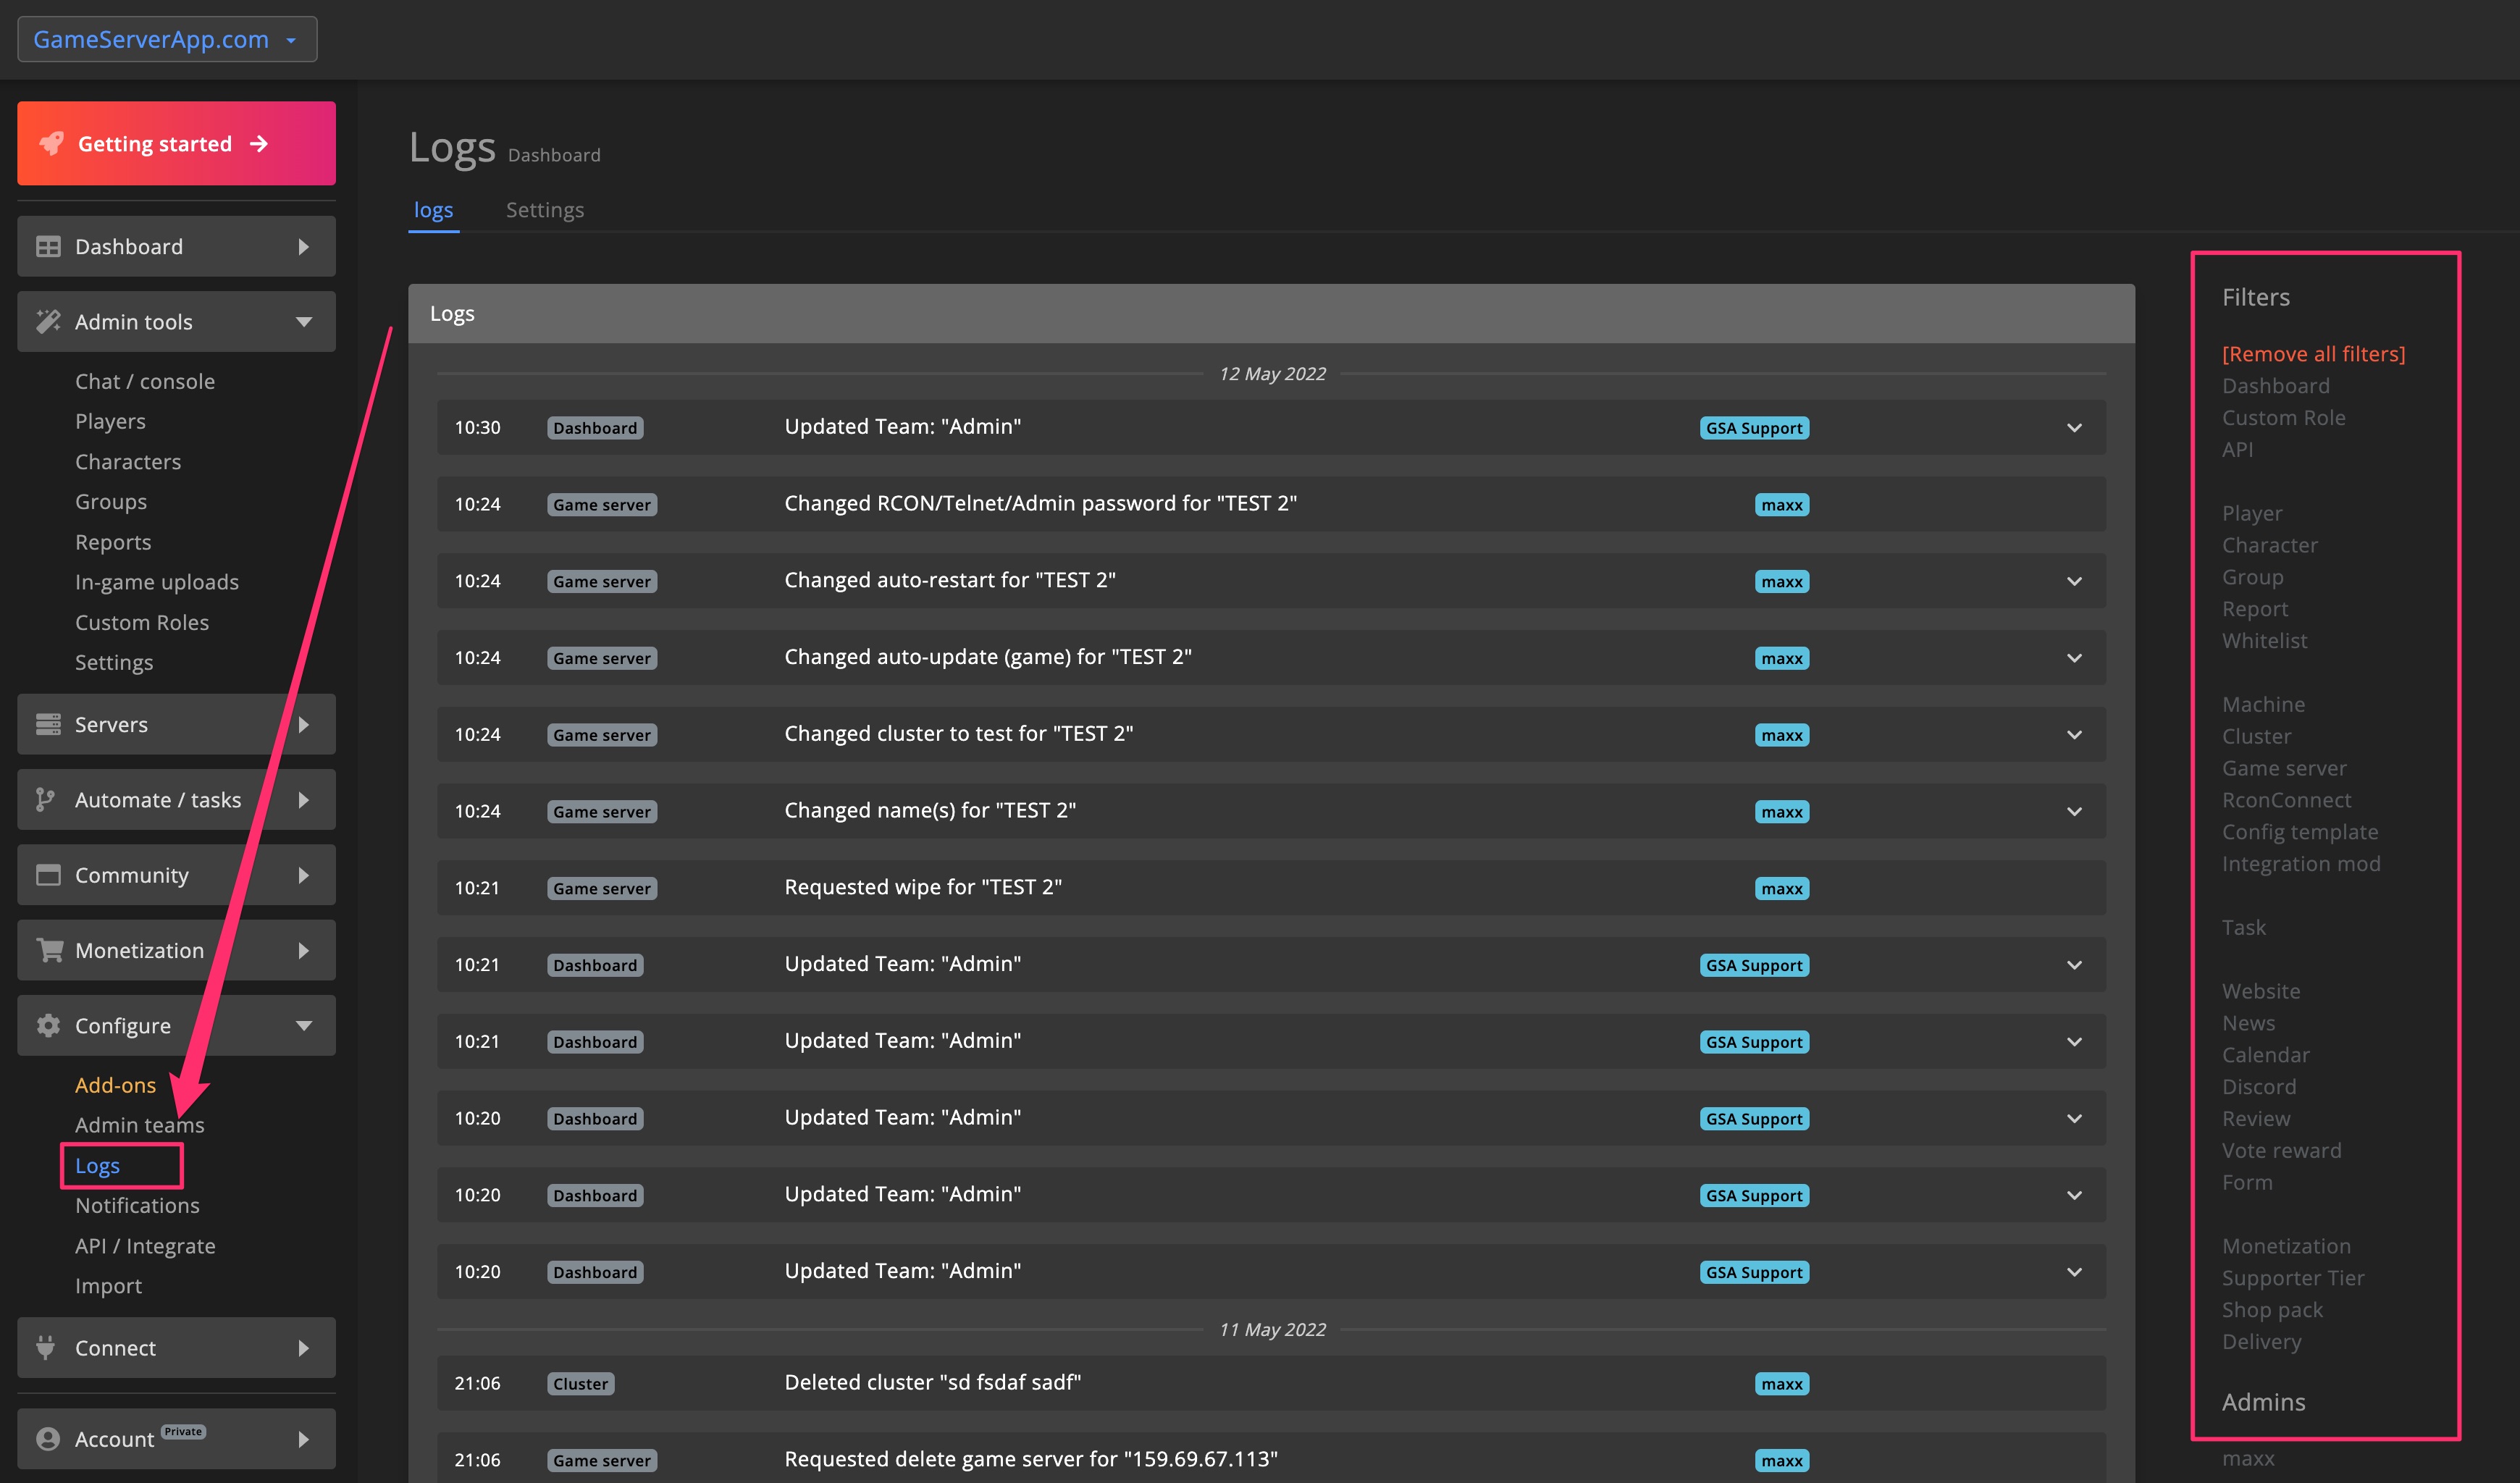 GameServerApp.com
Getting started
Dashboard
Admin tools
Chat / console
Players
Characters
Groups
Reports
In-game uploads
Custom Roles
Settings
Servers
Automate / tasks
Community
Monetization
Configure
Add-ons
Admin teams
Logs
Notifications
API / Integrate
Import
Connect
Account Private
Logs Dashboard
logs Settings
Logs
12 May 2022
10:30 Dashboard Updated Team: "Admin" GSA Support
10:24 Game server Changed RCON/Telnet/Admin password for "TEST 2" maxx
10:24 Game server Changed auto-restart for "TEST 2" maxx
10:24 Game server Changed auto-update (game) for "TEST 2" maxx
10:24 Game server Changed cluster to test for "TEST 2" maxx
10:24 Game server Changed name(s) for "TEST 2" maxx
10:21 Game server Requested wipe for "TEST 2" maxx
10:21 Dashboard Updated Team: "Admin" GSA Support
10:21 Dashboard Updated Team: "Admin" GSA Support
10:20 Dashboard Updated Team: "Admin" GSA Support
10:20 Dashboard Updated Team: "Admin" GSA Support
10:20 Dashboard Updated Team: "Admin" GSA Support
11 May 2022
21:06 Cluster Deleted cluster "sd fsdaf sadf" maxx
21:06 Game server Requested delete game server for "159.69.67.113" maxx
Filters
[Remove all filters]
Dashboard
Custom Role
API
Player
Character
Group
Report
Whitelist
Machine
Cluster
Game server
RconConnect
Config template
Integration mod
Task
Website
News
Calendar
Discord
Review
Vote reward
Form
Monetization
Supporter Tier
Shop pack
Delivery
Admins
maxx